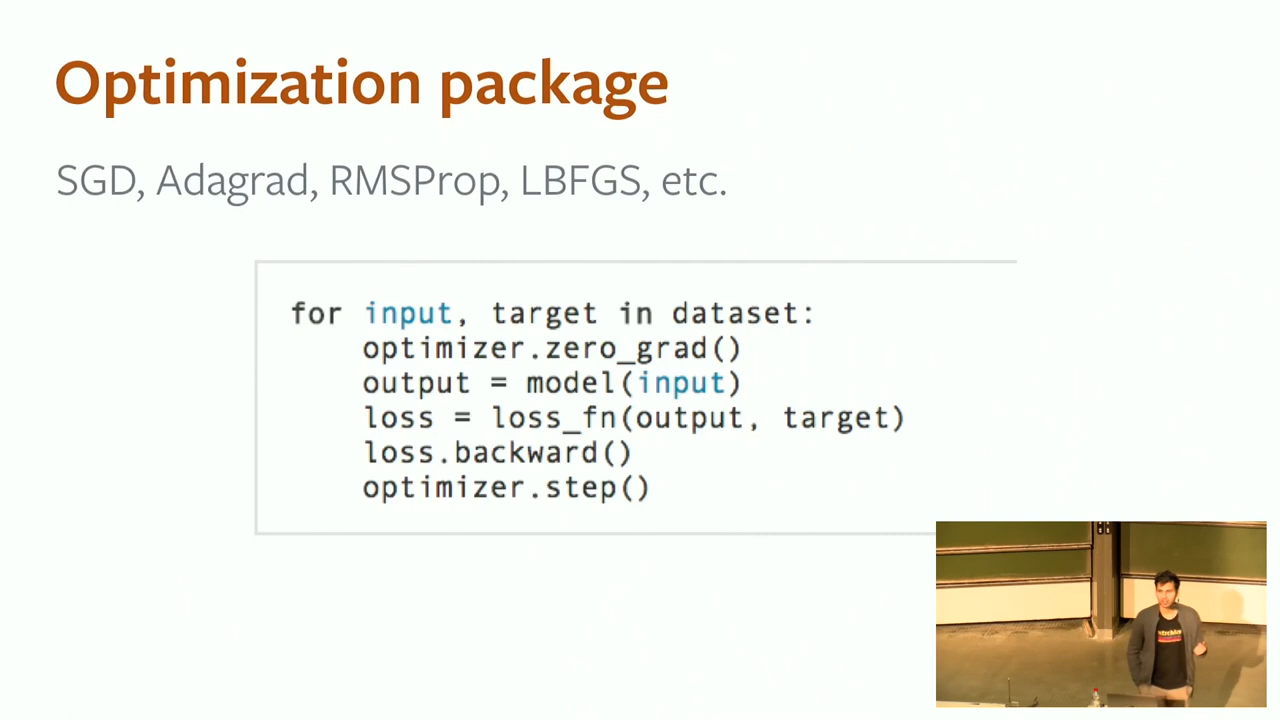 Optimization package
SGD, Adagrad, RMSProp, LBFGS, etc.
for input, target in dataset:
    optimizer.zero_grad()
    output = model(input)
    loss = loss_fn(output, target)
    loss.backward()
    optimizer.step()